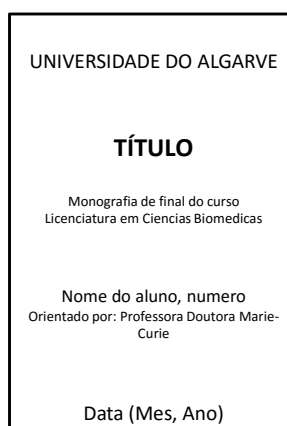 UNIVERSIDADE DO ALGARVE
TÍTULO
Monografia de final do curso
Licenciatura em Ciencias Biomedicas
Nome do aluno, numero
Orientado por: Professora Doutora Marie-
Curie
Data (Mes, Ano)